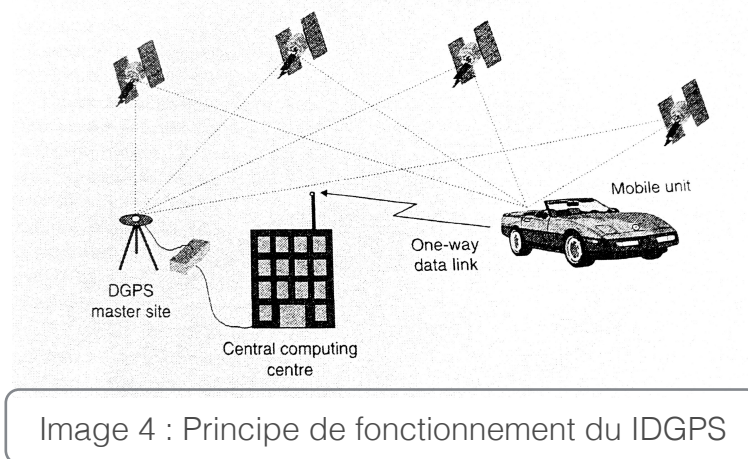 Mobile unit
One-way
data link
DGPS
master site
Central computing
centre
Image 4 : Principe de fonctionnement du IDGPS